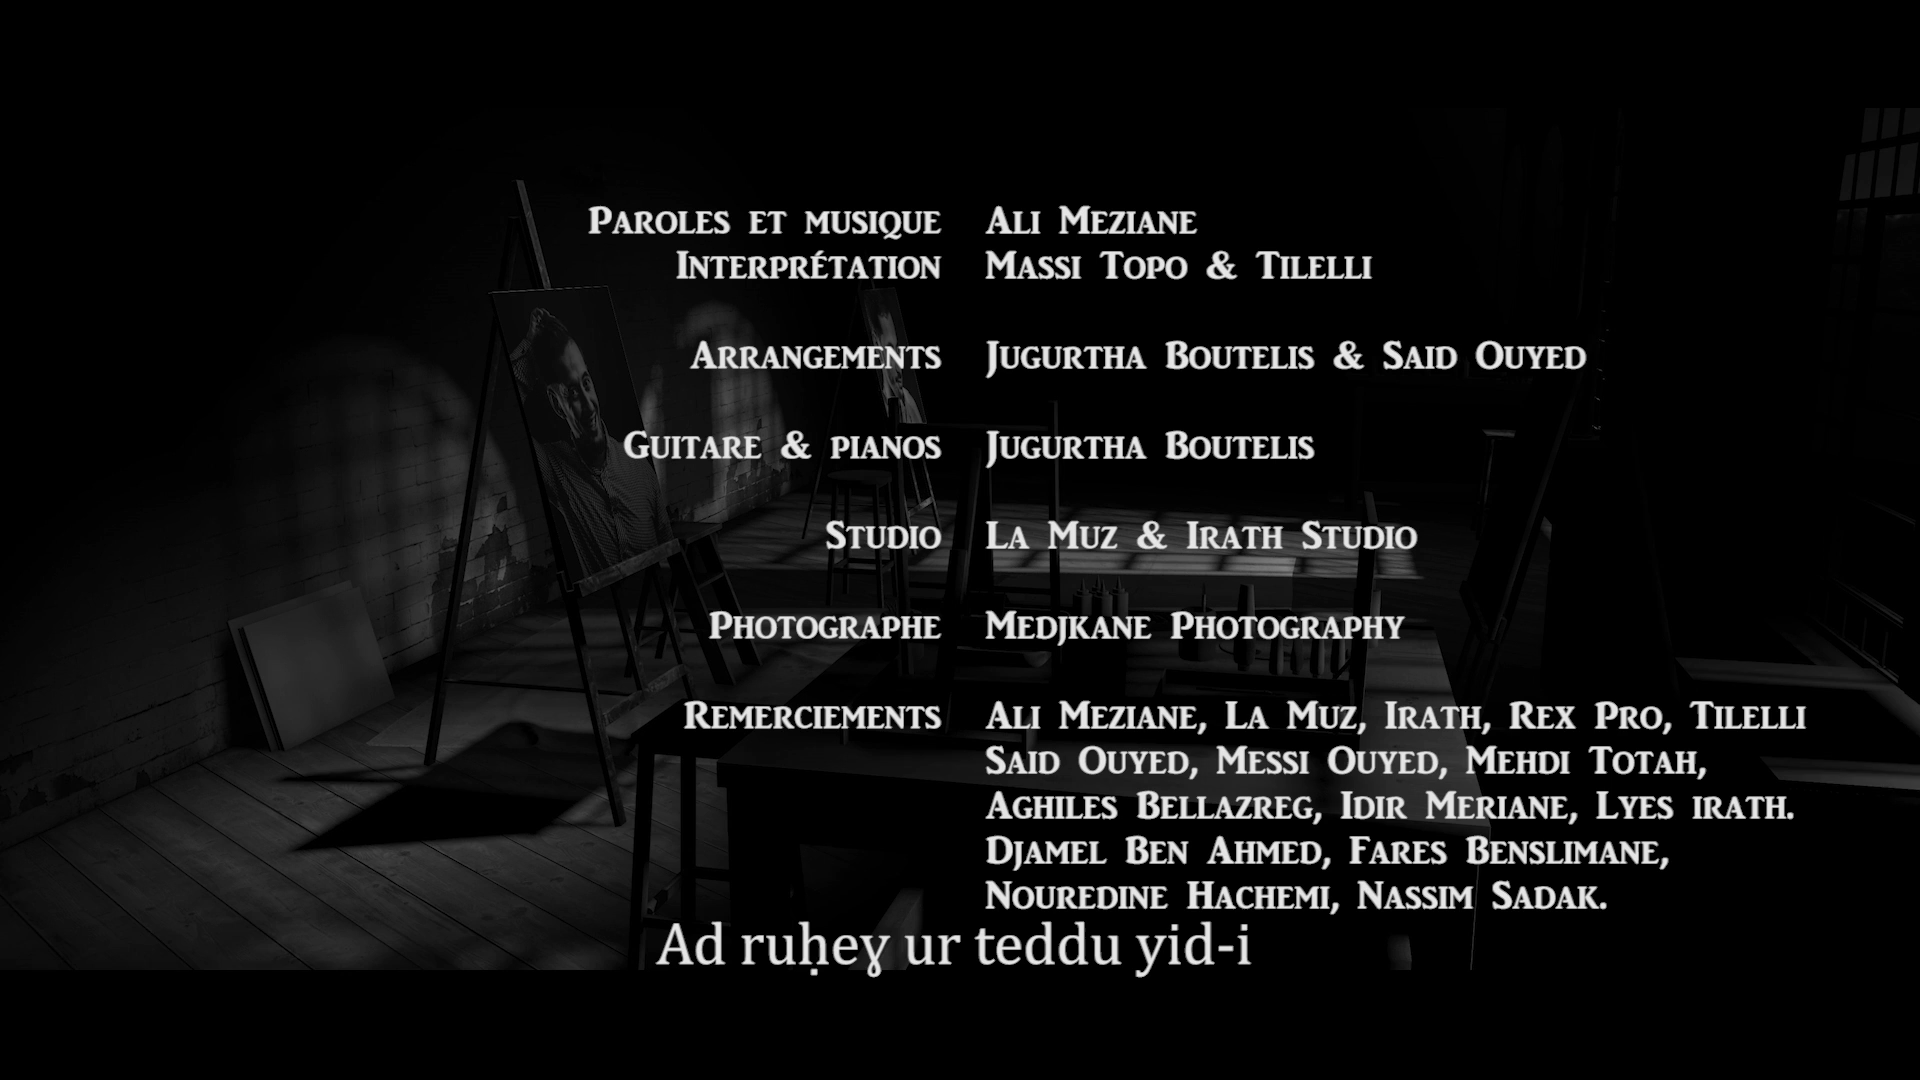 Paroles et musique Ali Meziane
Interprétation Massi Topo & Tilelli
Arrangements Jugurtha Boutelis & Said Ouyed
Guitare & pianos Jugurtha Boutelis
Studio La Muz & Irath Studio
Photographe Medjkane Photography
Remerciements Ali Meziane, La Muz, Irath, Rex Pro, Tilelli
Said Ouyed, Messi Ouyed, Mehdi Totah,
Aghiles Bellazreg, Idir Meriane, Lyes irath.
Djamel Ben Ahmed, Fares Benslimane,
Nouredine Hachemi, Nassim Sadak.
Ad ruḥeɣ ur teddu yid-i